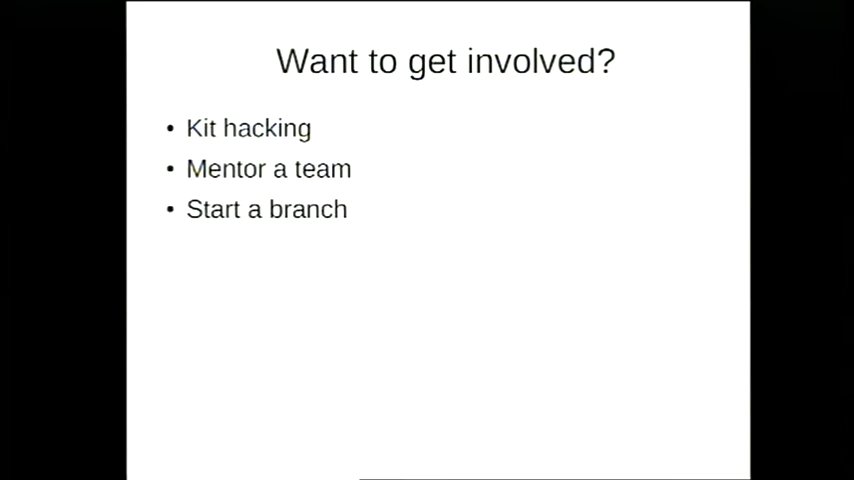 Want to get involved?
• Kit hacking
• Mentor a team
• Start a branch